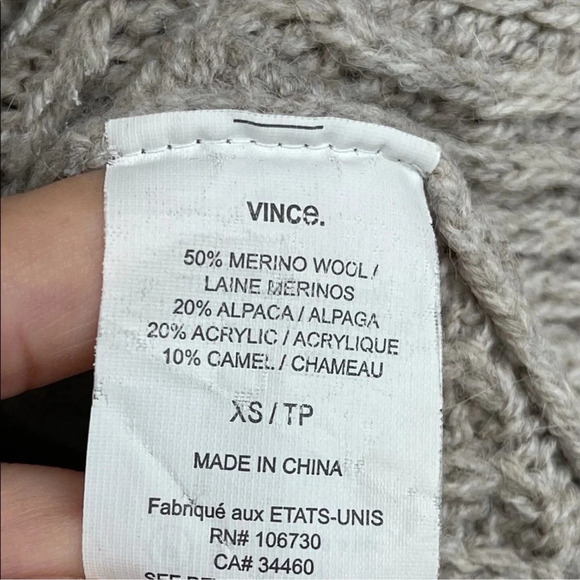 VINCe.
50% MERINO WOOL /
LAINE MERINOS
20% ALPACA / ALPAGA
20% ACRYLIC / ACRYLIQUE
10% CAMEL / CHAMEAU
XS / TP
MADE IN CHINA
Fabriqué aux ETATS-UNIS
RN# 106730
CA# 34460
SEE